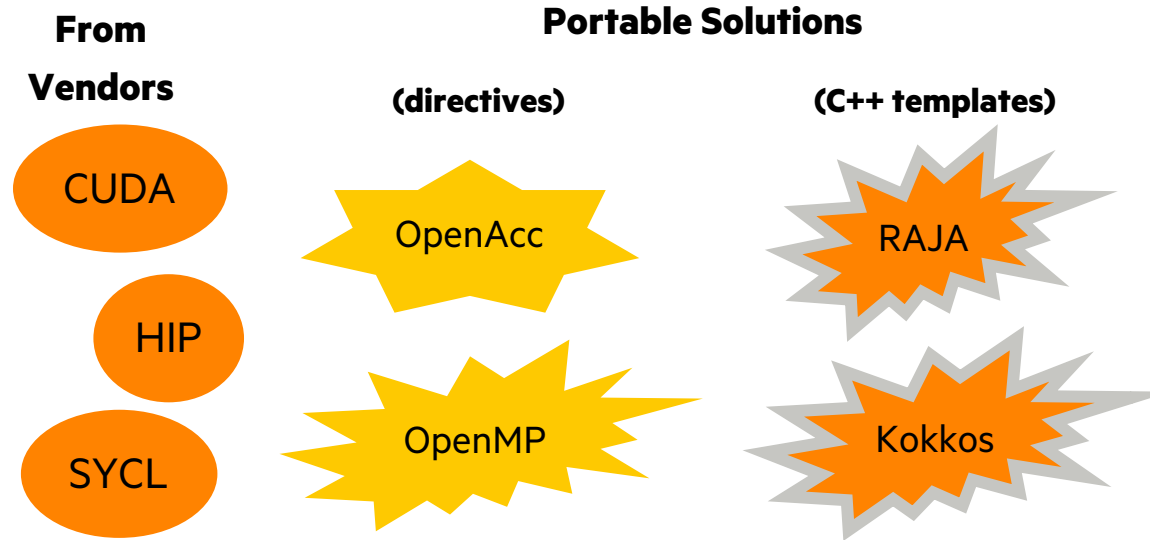 From
Vendors
CUDA
HIP
SYCL
Portable Solutions
(directives)
OpenAcc
OpenMP
(C++ templates)
RAJA
Kokkos